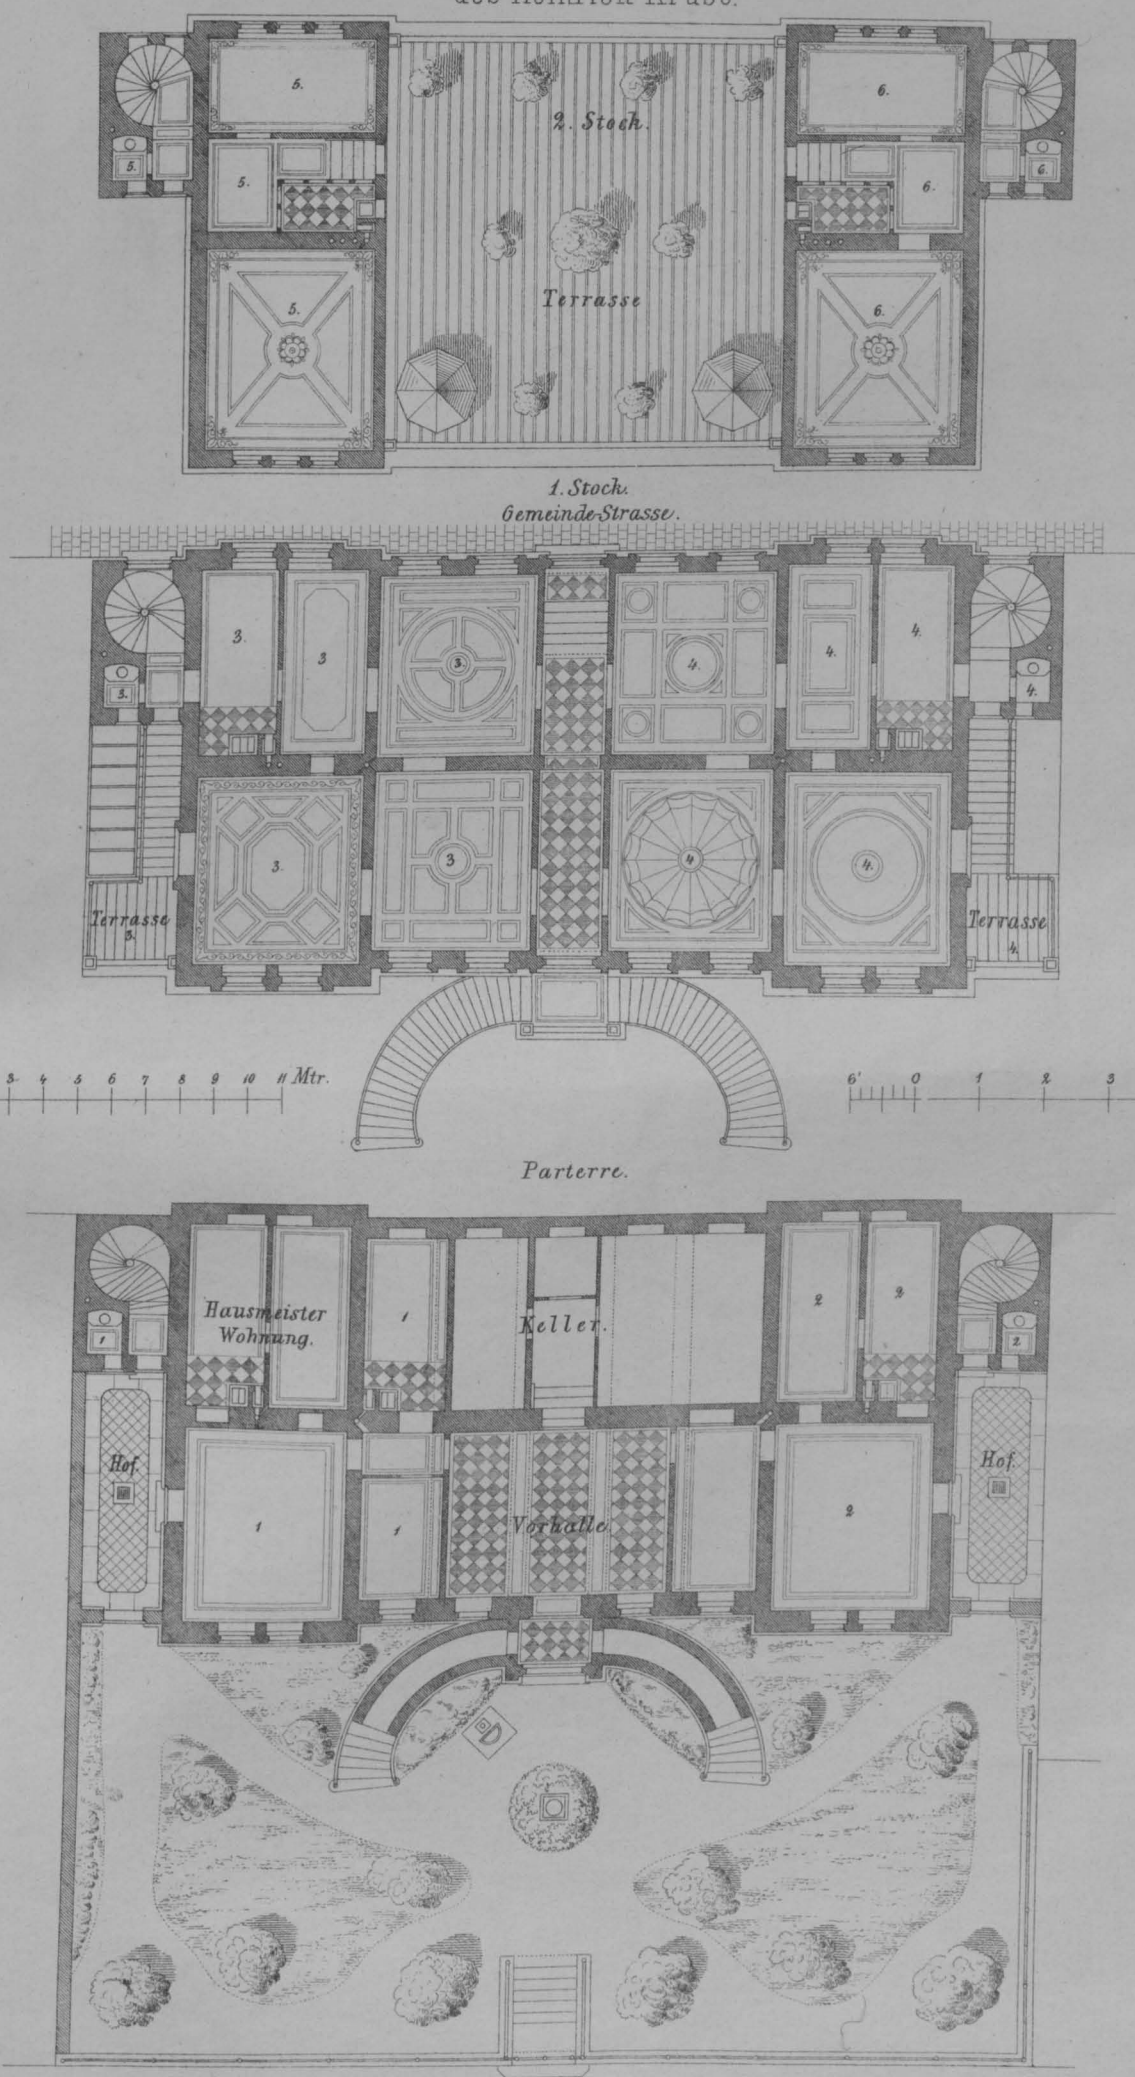 des Heinrich Krabe.
5.
6.
2. Stock.
5.
5.
6.
6.
Terrasse
5.
6.
1. Stock.
Gemeinde-Strasse.
3.
3
3.
4.
4.
4.
3.
4.
3.
3
4
4.
Terrasse
3.
Terrasse
4.
3 4 5 6 7 8 9 10 11 Mtr.
6' 0 1 2 3
Parterre.
Hausmeister
Wohnung.
1
Keller.
2
2
1
2
Hof.
Hof.
1
1
Vorhalle
2